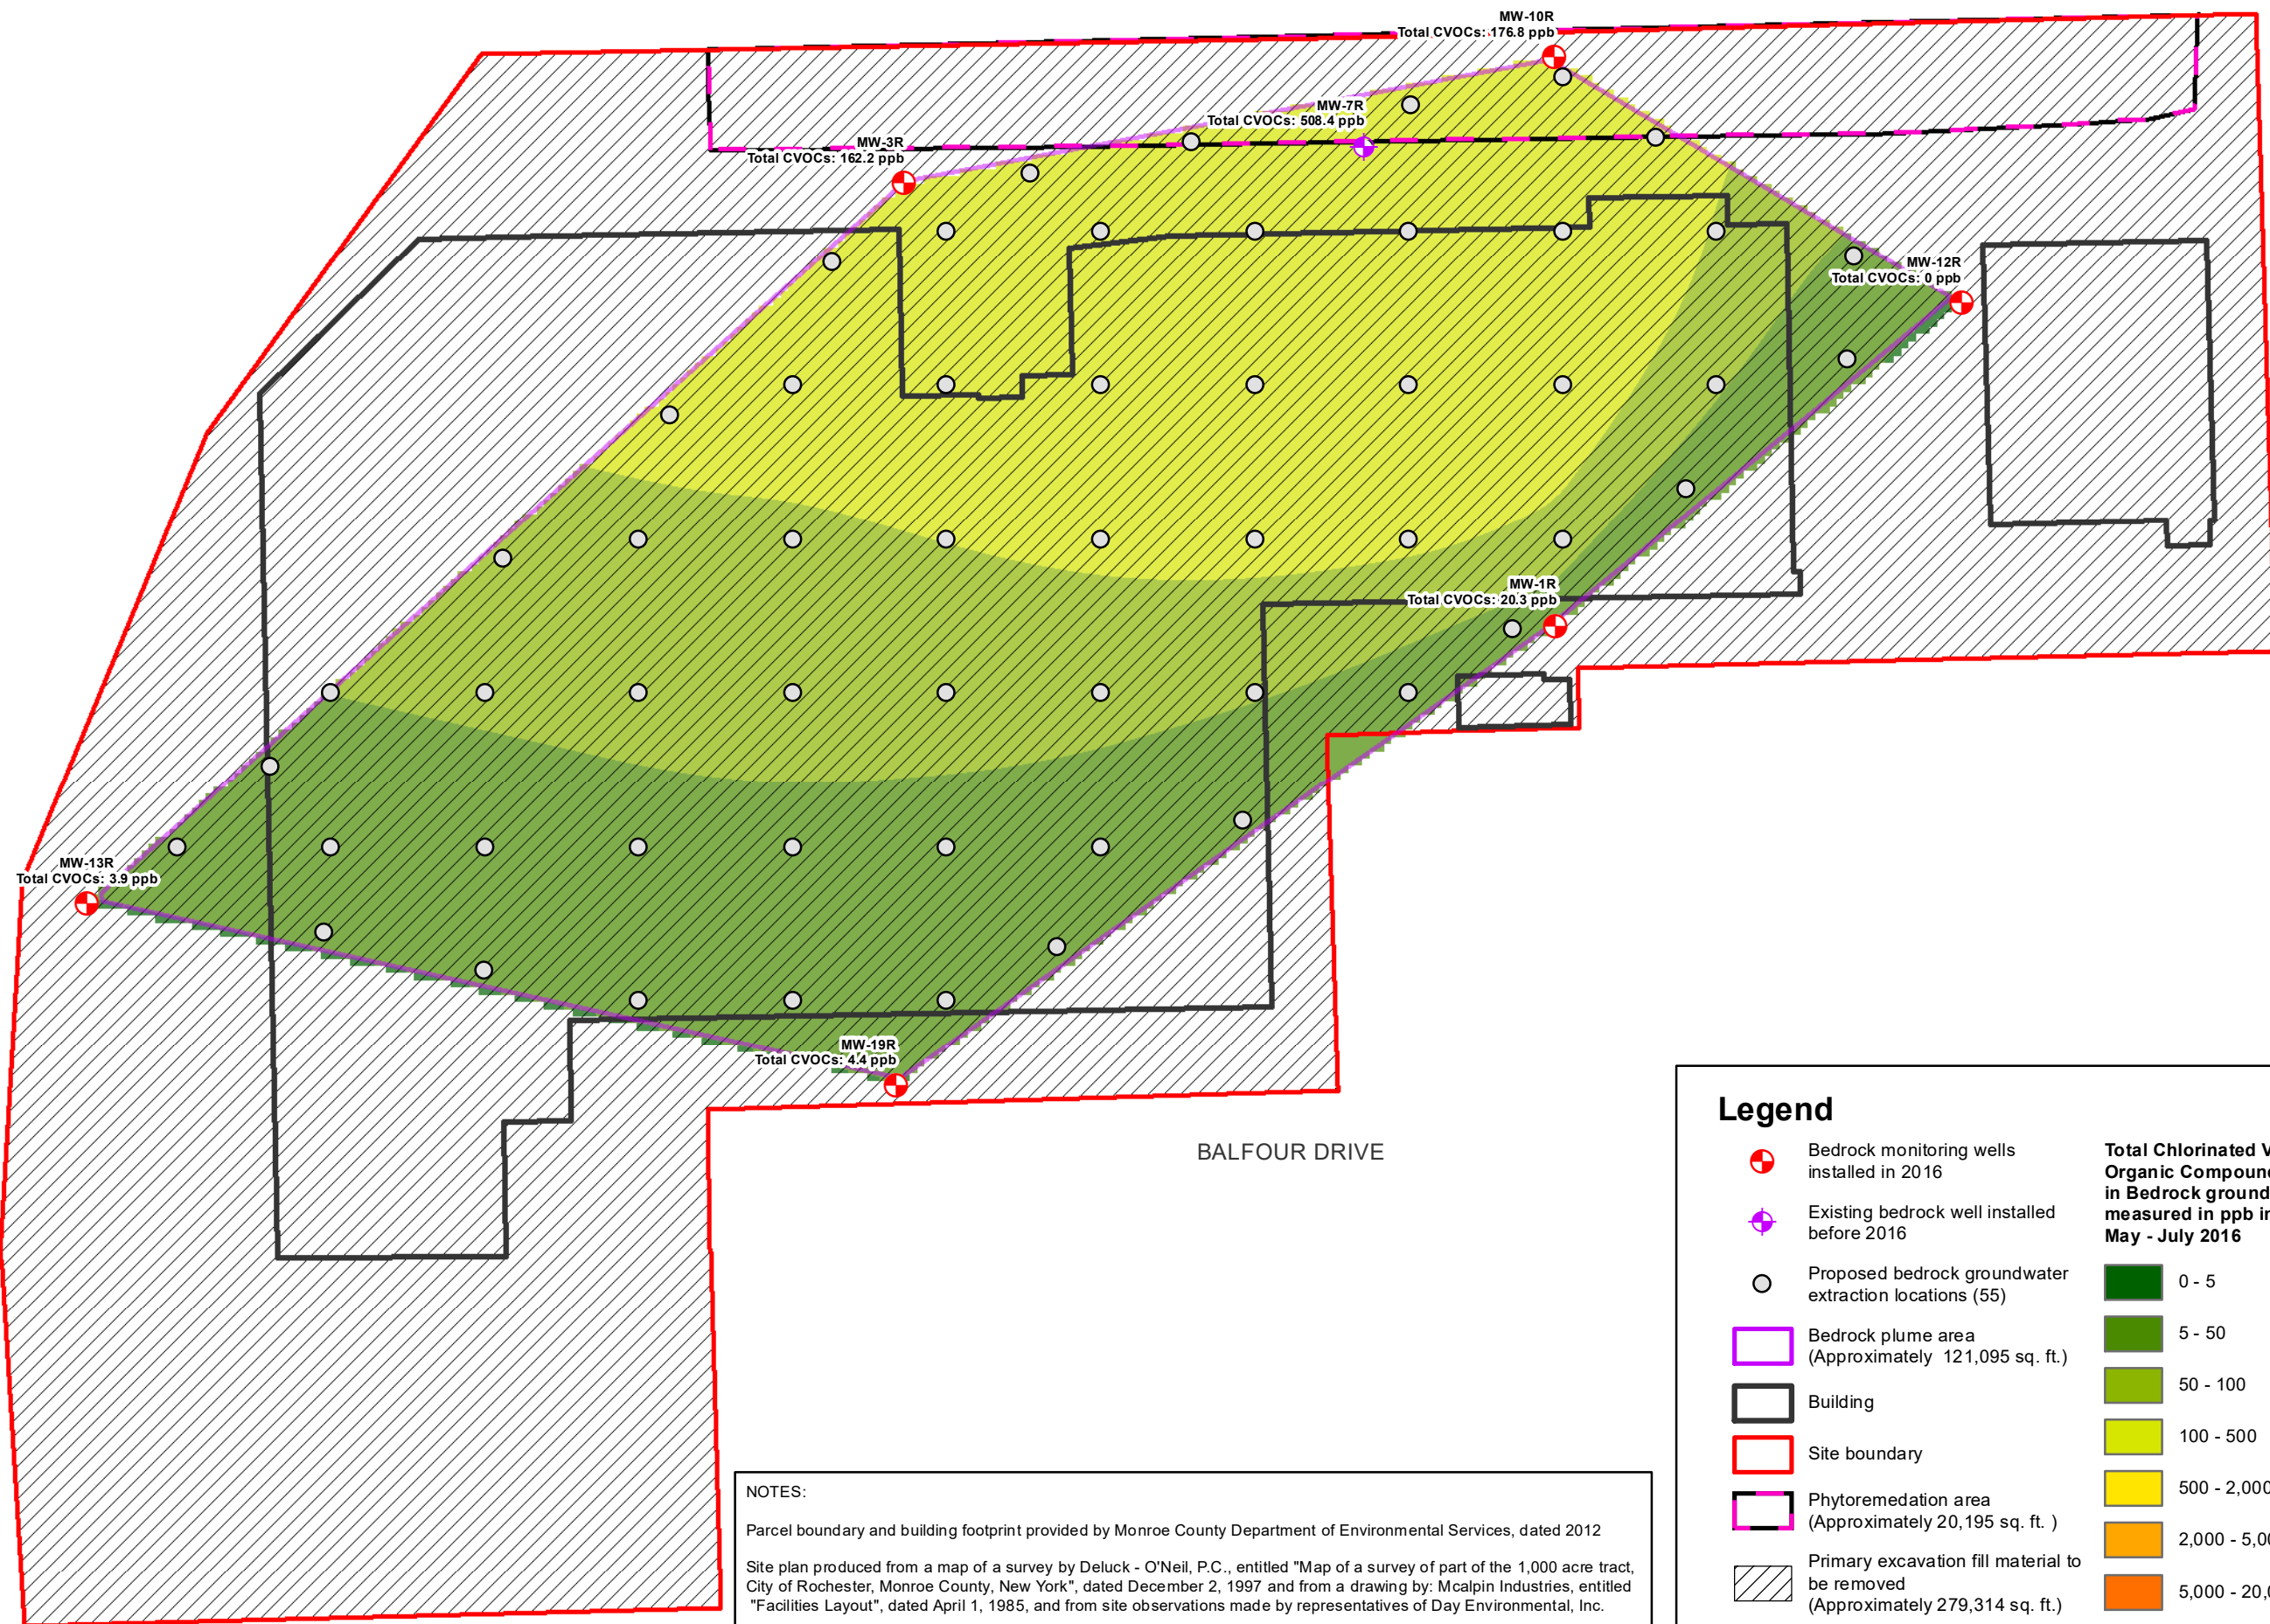 MW-10R
Total CVOCs: 176.8 ppb
MW-7R
Total CVOCs: 508.4 ppb
MW-3R
Total CVOCs: 162.2 ppb
MW-12R
Total CVOCs: 0 ppb
MW-1R
Total CVOCs: 20.3 ppb
MW-13R
Total CVOCs: 3.9 ppb
MW-19R
Total CVOCs: 4.4 ppb
BALFOUR DRIVE
Legend
Bedrock monitoring wells
installed in 2016
Existing bedrock well installed
before 2016
Proposed bedrock groundwater
extraction locations (55)
Bedrock plume area
(Approximately 121,095 sq. ft.)
Building
Site boundary
Phytoremedation area
(Approximately 20,195 sq. ft. )
Primary excavation fill material to
be removed
(Approximately 279,314 sq. ft.)
Total Chlorinated V
Organic Compoun
in Bedrock ground
measured in ppb in
May - July 2016
0 - 5
5 - 50
50 - 100
100 - 500
500 - 2,000
2,000 - 5,00
5,000 - 20,0
NOTES:
Parcel boundary and building footprint provided by Monroe County Department of Environmental Services, dated 2012
Site plan produced from a map of a survey by Deluck - O'Neil, P.C., entitled "Map of a survey of part of the 1,000 acre tract,
City of Rochester, Monroe County, New York", dated December 2, 1997 and from a drawing by: Mcalpin Industries, entitled
"Facilities Layout", dated April 1, 1985, and from site observations made by representatives of Day Environmental, Inc.